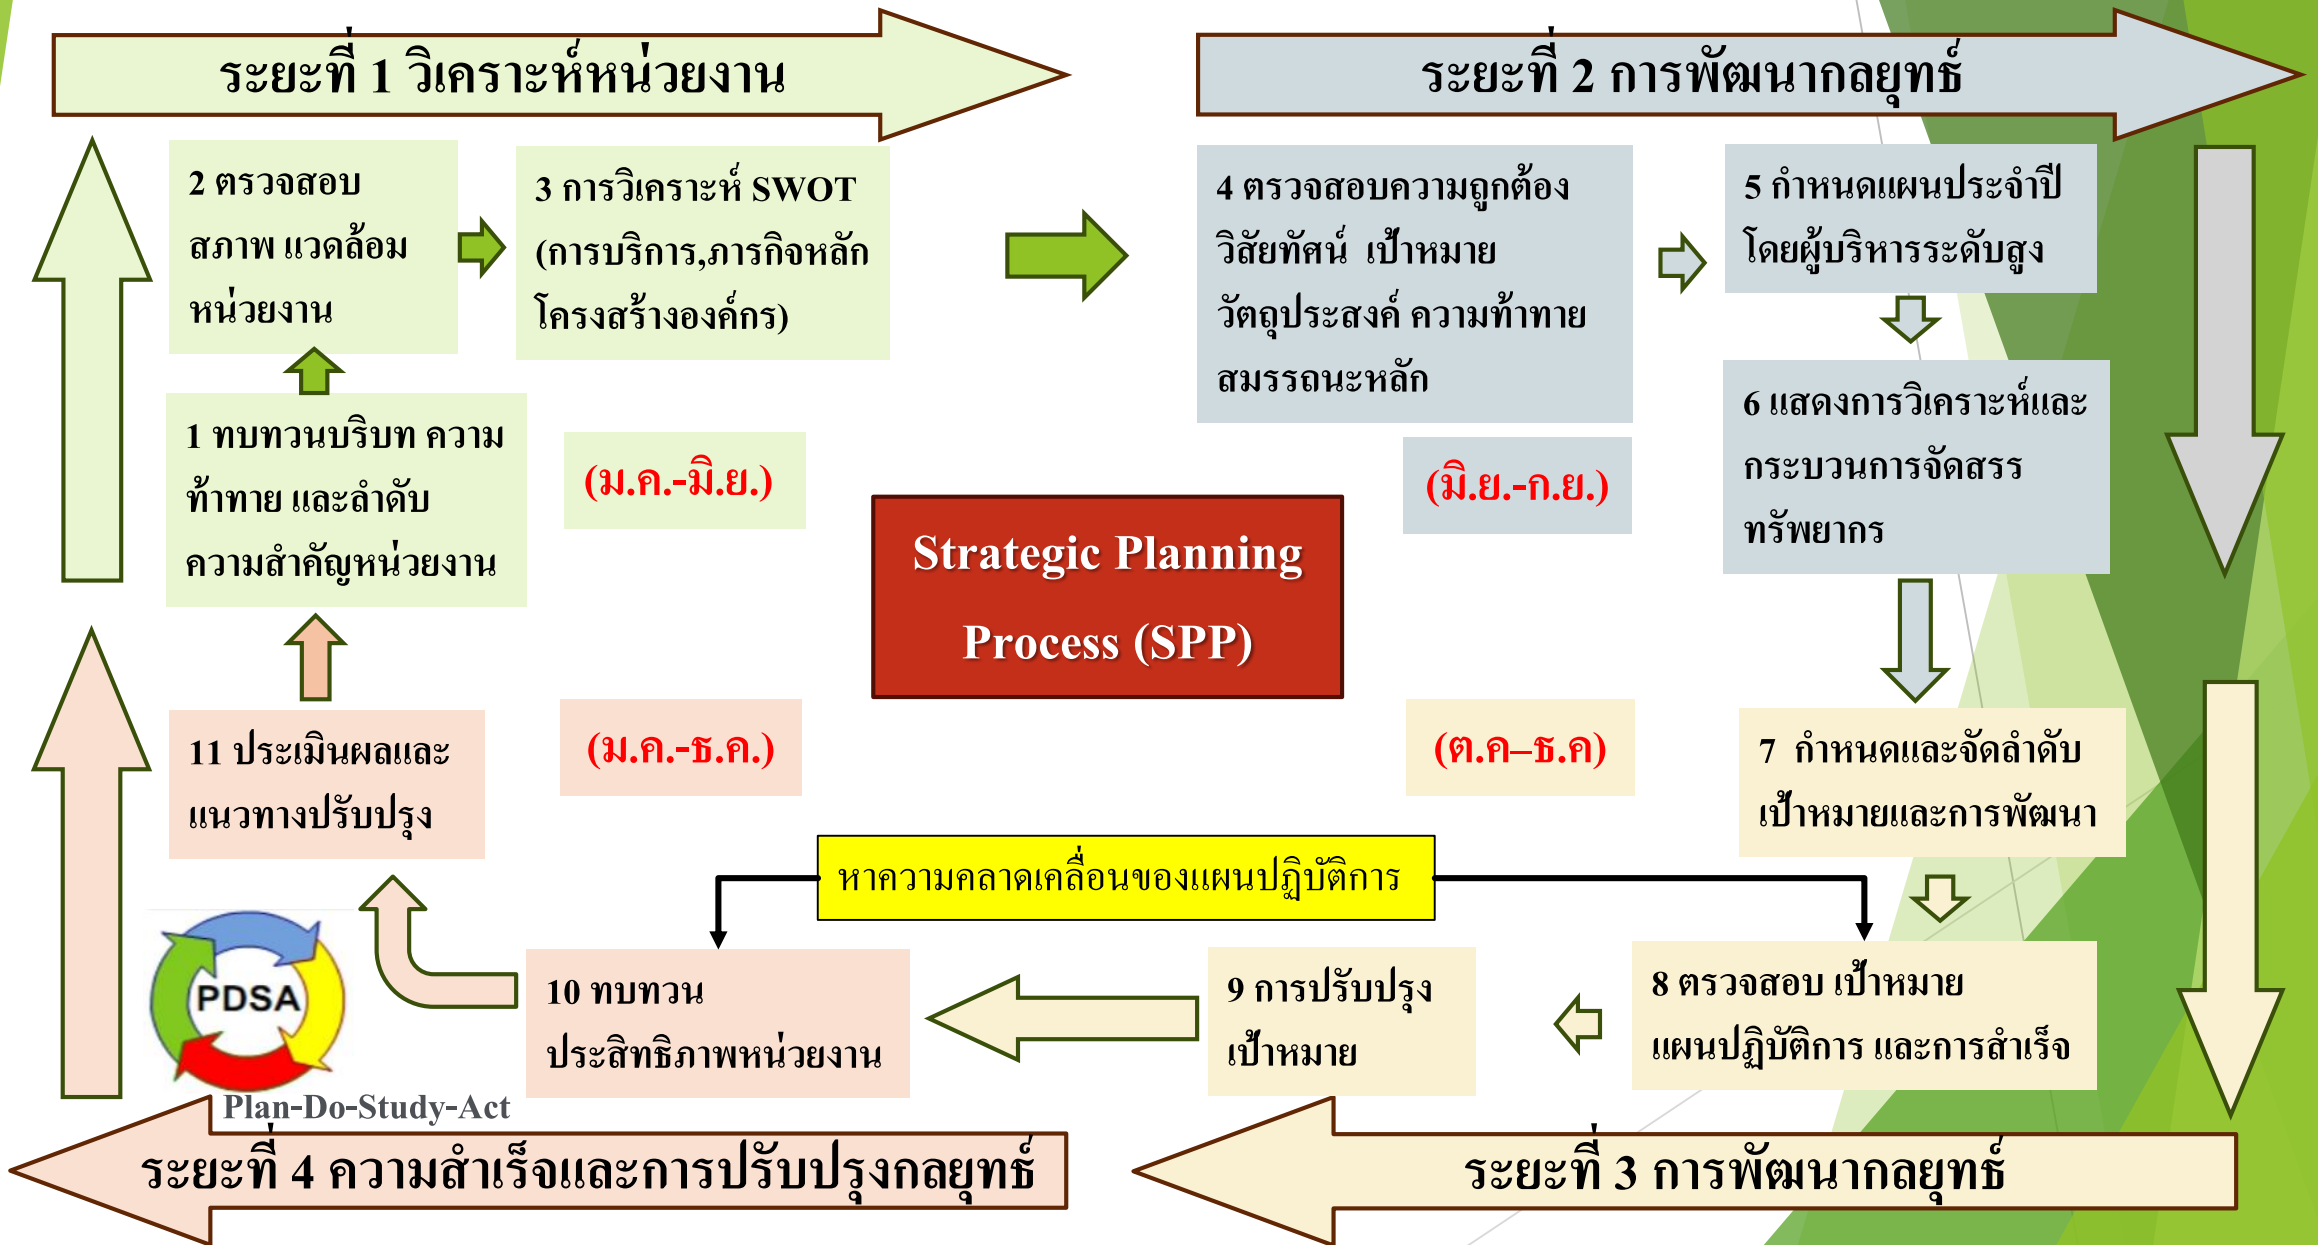 ระยะที่ 1 วิเคราะห์หน่วยงาน
ระยะที่ 2 การพัฒนากลยุทธ์
2 ตรวจสอบ
สภาพ แวดล้อม
หน่วยงาน
3 การวิเคราะห์ SWOT
(การบริการ,ภารกิจหลัก
โครงสร้างองค์กร)
4 ตรวจสอบความถูกต้อง
วิสัยทัศน์ เป้าหมาย
วัตถุประสงค์ ความท้าทาย
สมรรถนะหลัก
5 กำหนดแผนประจำปี
โดยผู้บริหารระดับสูง
1 ทบทวนบริบท ความ
ท้าทาย และลำดับ
ความสำคัญหน่วยงาน
(ม.ค.-มิ.ย.)
(มิ.ย.-ก.ย.)
6 แสดงการวิเคราะห์และ
กระบวนการจัดสรร
ทรัพยากร
Strategic Planning
Process (SPP)
11 ประเมินผลและ
แนวทางปรับปรุง
(ม.ค.-ธ.ค.)
(ต.ค–ธ.ค)
7 กำหนดและจัดลำดับ
เป้าหมายและการพัฒนา
หาความคลาดเคลื่อนของแผนปฏิบัติการ
10 ทบทวน
ประสิทธิภาพหน่วยงาน
9 การปรับปรุง
เป้าหมาย
8 ตรวจสอบ เป้าหมาย
แผนปฏิบัติการ และการสำเร็จ
PDSA
Plan-Do-Study-Act
ระยะที่ 4 ความสำเร็จและการปรับปรุงกลยุทธ์
ระยะที่ 3 การพัฒนากลยุทธ์